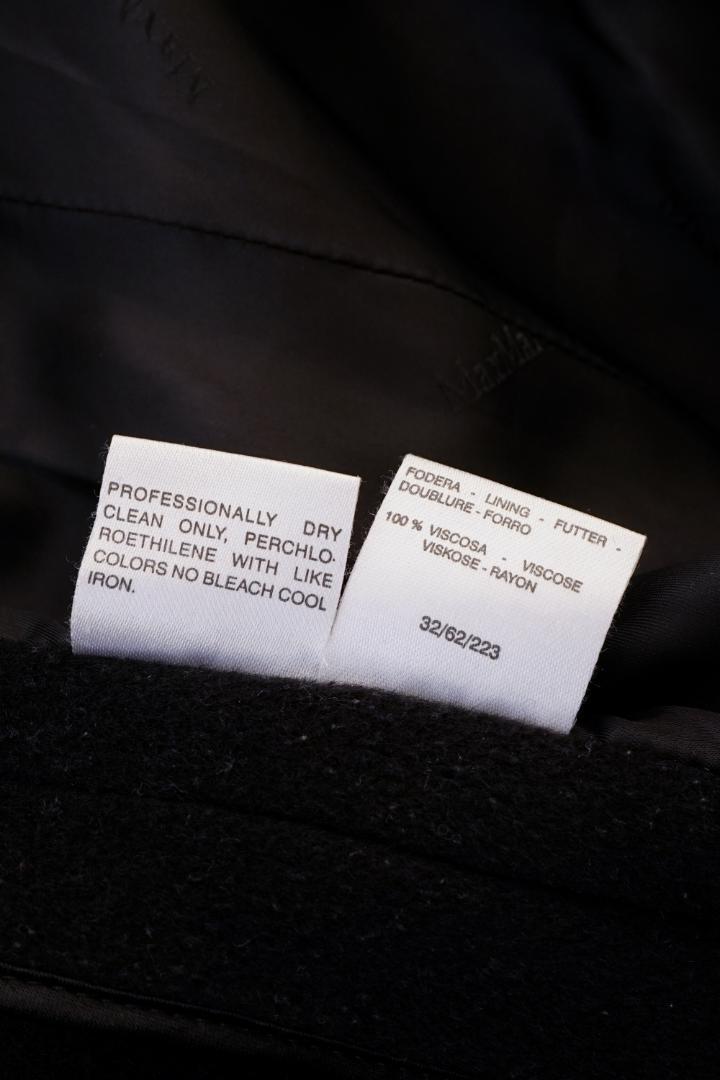 PROFESSIONALLY DRY
CLEAN ONLY, PERCHLO-
ROETHILENE WITH LIKE
COLORS NO BLEACH COOL
IRON.
FODERA - LINING - FUTTER -
DOUBLURE - FORRO
100 % VISCOSA - VISCOSE
VISKOSE - RAYON
32/62/223